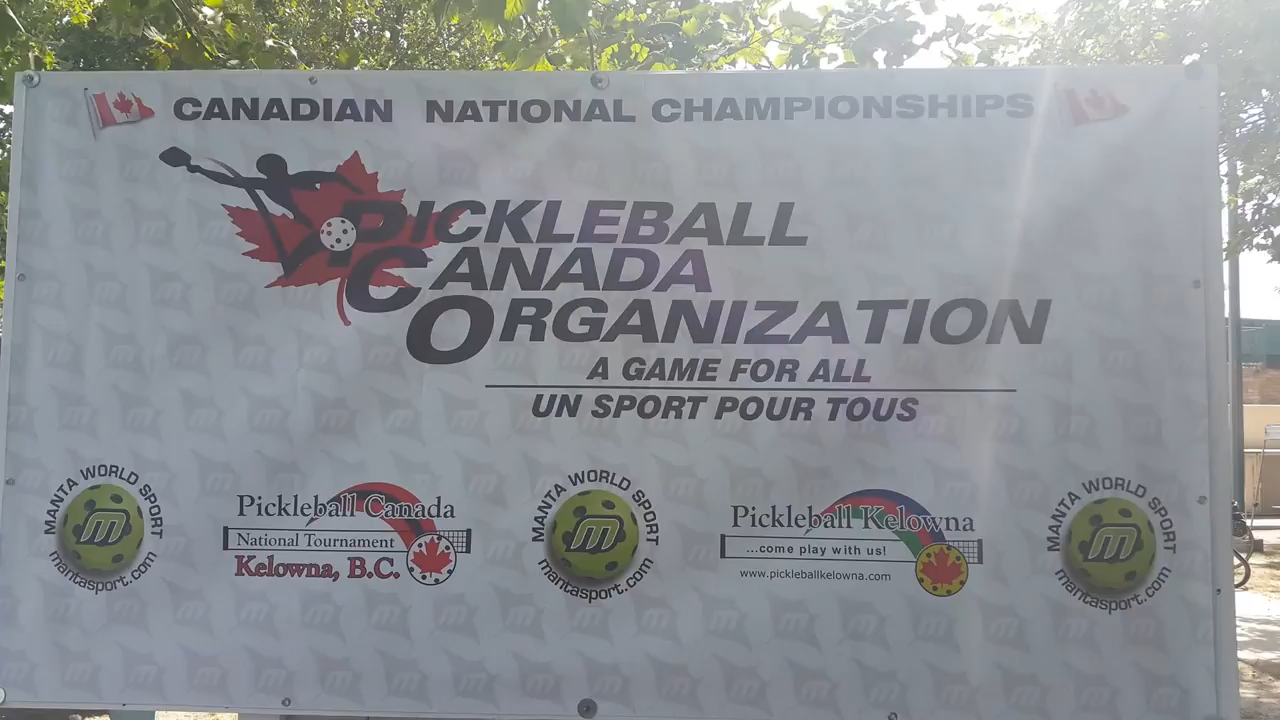 CANADIAN NATIONAL CHAMPIONSHIPS
PICKLEBALL
CANADA
ORGANIZATION
A GAME FOR ALL
UN SPORT POUR TOUS
MANTA WORLD SPORT
m
mantasport.com
Pickleball Canada
National Tournament
Kelowna, B.C.
MANTA WORLD SPORT
m
mantasport.com
Pickleball Kelowna
...come play with us!
www.pickleballkelowna.com
MANTA WORLD SPORT
m
mantasport.com